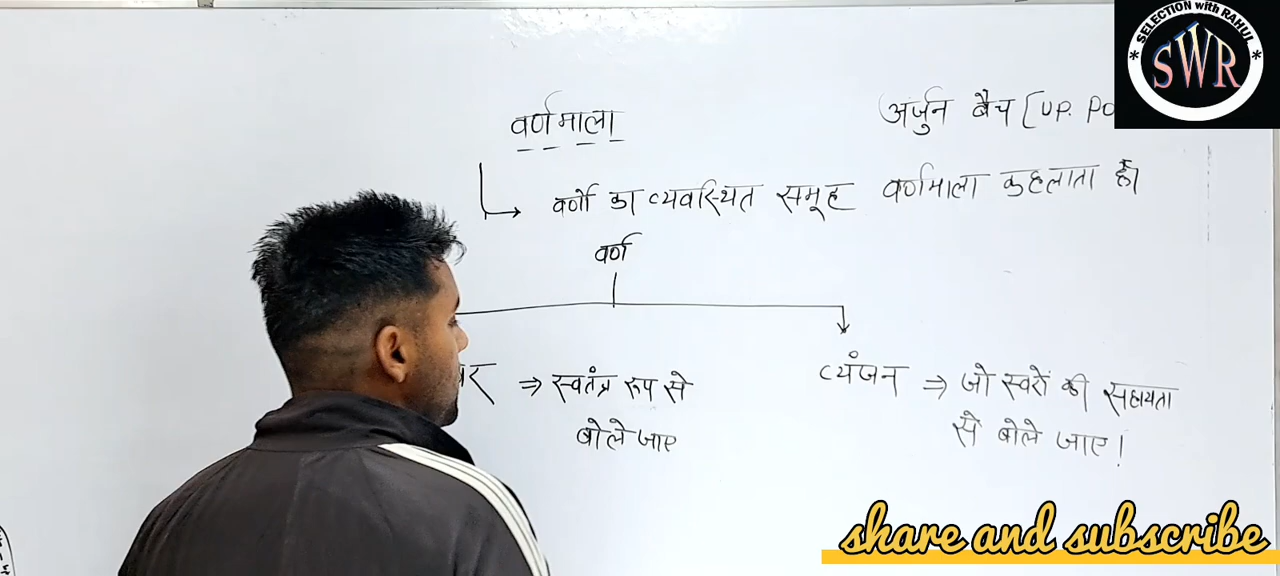 SELECTION with RAHUL
SWR
अर्जुन बैच [UP. Po
वर्णमाला
वर्णो का व्यवस्थित समूह वर्णमाला कहलाता है।
वर्ण
स्वतंत्र रूप से
बोले जाए
व्यंजन ⇒ जो स्वरों की सहायता
से बोले जाए!
share and subscribe